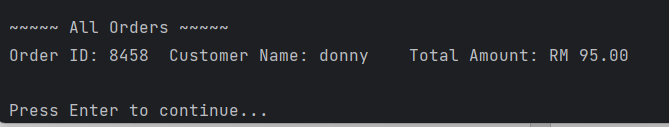 ~~~~~ All Orders ~~~~~
Order ID: 8458  Customer Name: donny    Total Amount: RM 95.00
Press Enter to continue...